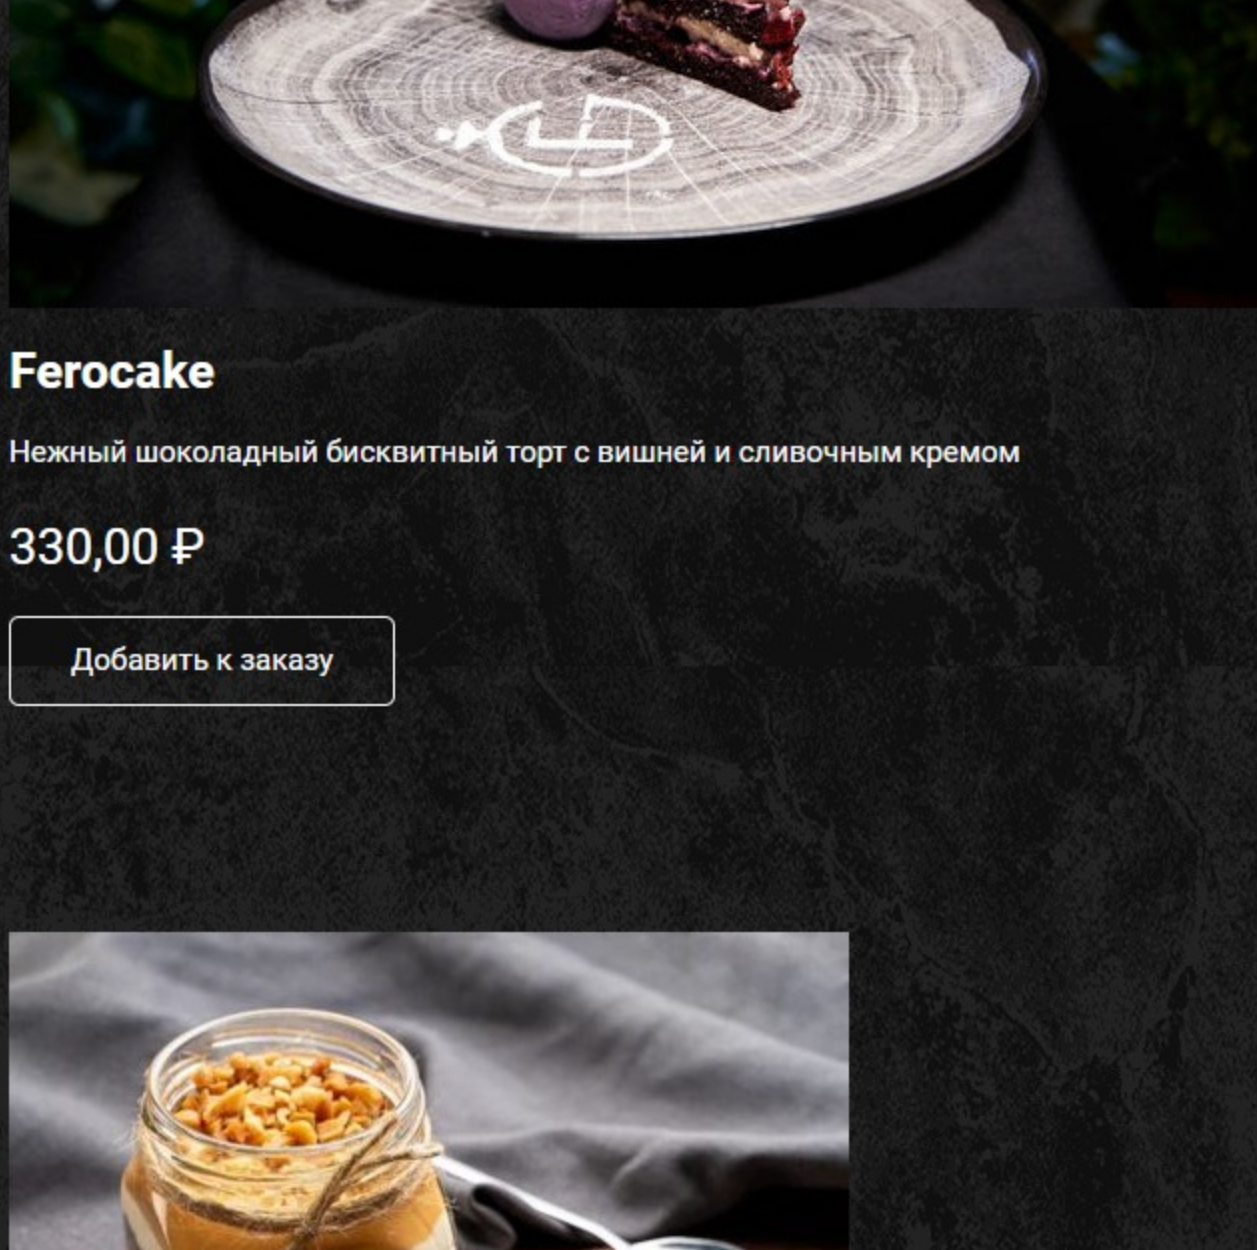 Ferocake
Нежный шоколадный бисквитный торт с вишней и сливочным кремом
330,00 ₽
Добавить к заказу